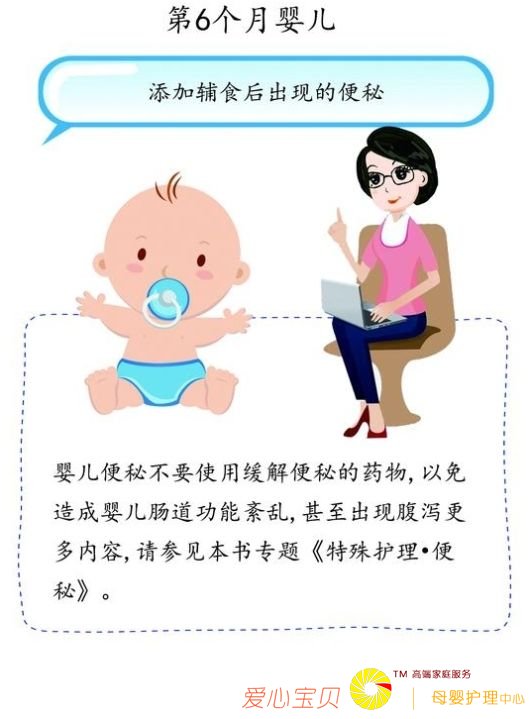 第6个月婴儿
添加辅食后出现的便秘
婴儿便秘不要使用缓解便秘的药物,以免
造成婴儿肠道功能紊乱,甚至出现腹泻更
多内容,请参见本书专题《特殊护理•便
秘》。
TM 高端家庭服务
爱心宝贝 | 母婴护理中心